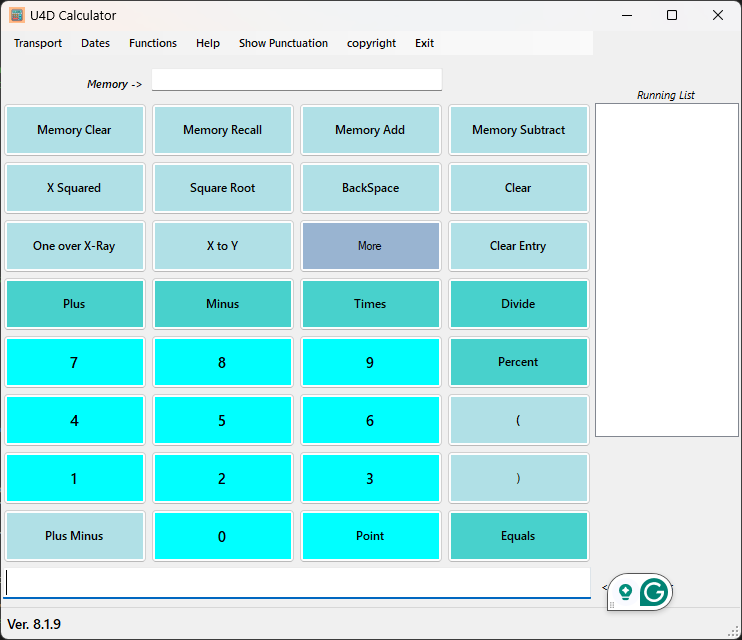 U4D Calculator
Transport Dates Functions Help Show Punctuation copyright Exit
Memory ->
Running List
Memory Clear Memory Recall Memory Add Memory Subtract
X Squared Square Root BackSpace Clear
One over X-Ray X to Y More Clear Entry
Plus Minus Times Divide
7 8 9 Percent
4 5 6 (
1 2 3 )
Plus Minus 0 Point Equals
<
Ver. 8.1.9